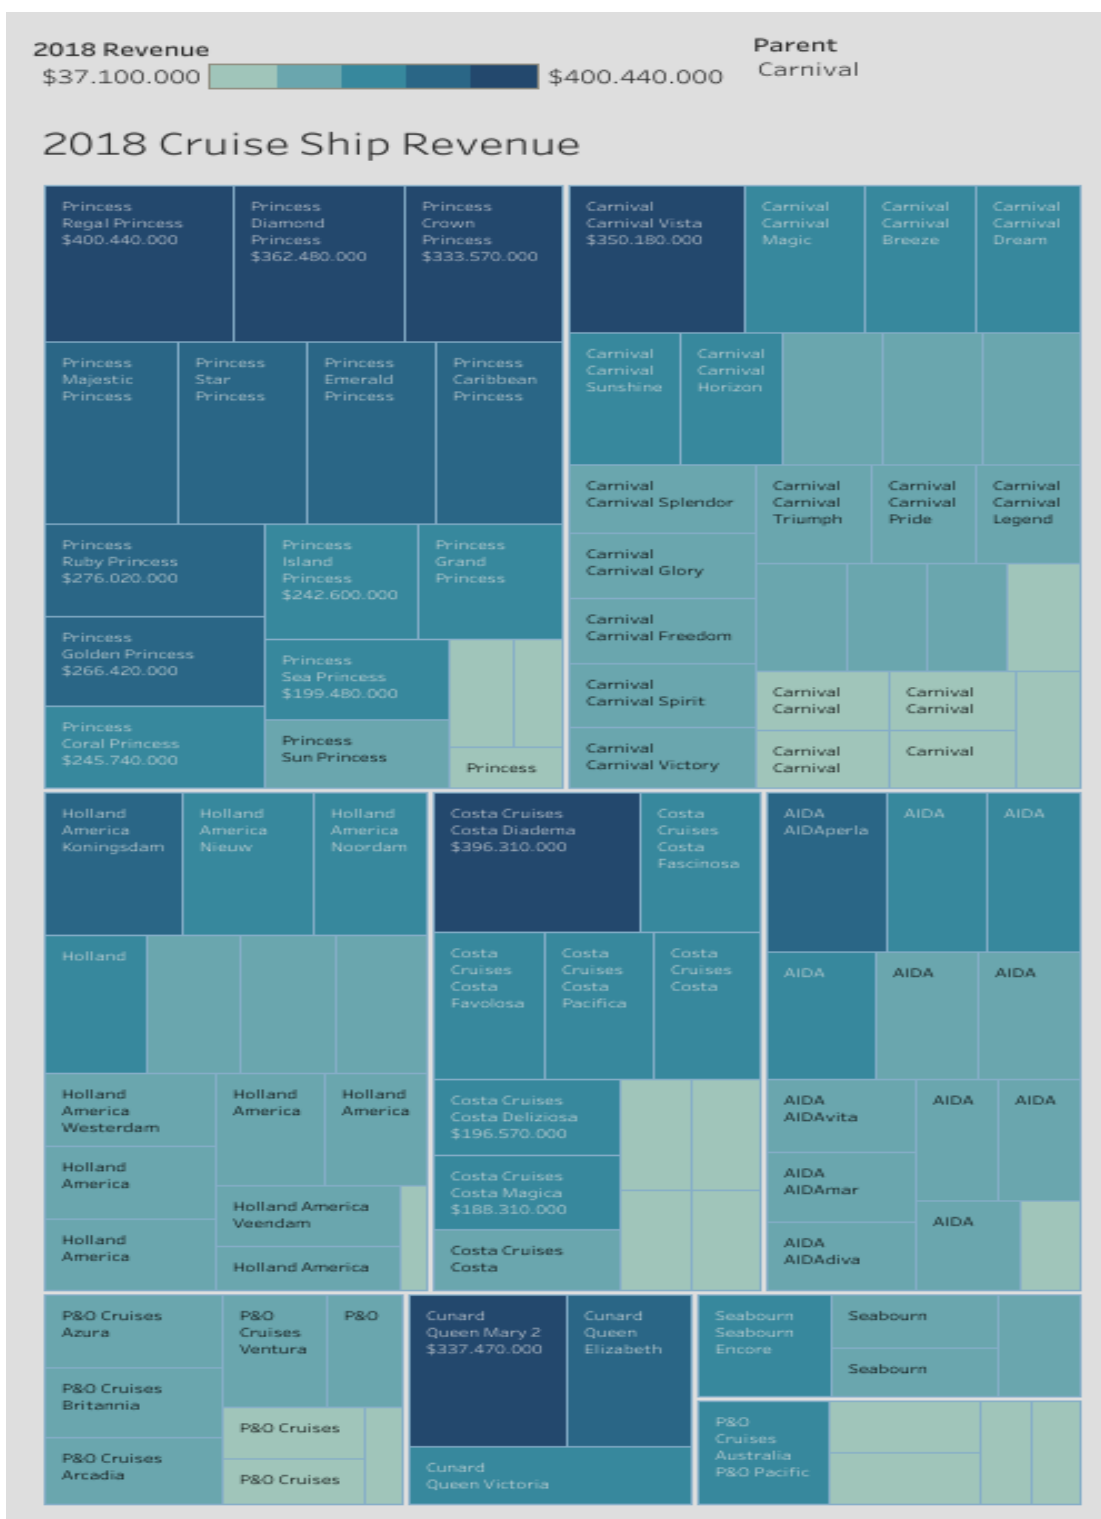 2018 Revenue
$37.100.000
$400.440.000
Parent
Carnival
2018 Cruise Ship Revenue
Princess
Regal Princess
$400.440.000
Princess
Diamond
Princess
$362.480.000
Princess
Crown
Princess
$333.570.000
Carnival
Carnival Vista
$350.180.000
Carnival
Carnival
Magic
Carnival
Carnival
Breeze
Carnival
Carnival
Dream
Princess
Majestic
Princess
Princess
Star
Princess
Princess
Emerald
Princess
Princess
Caribbean
Princess
Carnival
Carnival
Sunshine
Carnival
Carnival
Horizon
Princess
Ruby Princess
$276.020.000
Princess
Golden Princess
$266.420.000
Princess
Coral Princess
$245.740.000
Princess
Island
Princess
$242.600.000
Princess
Grand
Princess
Princess
Sea Princess
$199.480.000
Princess
Sun Princess
Princess
Carnival
Carnival Splendor
Carnival
Carnival Glory
Carnival
Carnival Freedom
Carnival
Carnival Spirit
Carnival
Carnival Victory
Carnival
Carnival
Triumph
Carnival
Carnival
Pride
Carnival
Carnival
Legend
Carnival
Carnival
Carnival
Carnival
Carnival
Carnival
Carnival
Holland
America
Koningsdam
Holland
America
Nieuw
Holland
America
Noordam
Holland
Holland
America
Westerdam
Holland
America
Holland
America
Holland
America
Holland
America
Holland America
Veendam
Holland America
Costa Cruises
Costa Diadema
$396.310.000
Costa
Cruises
Costa
Fascinosa
Costa
Cruises
Costa
Favolosa
Costa
Cruises
Costa
Pacifica
Costa
Cruises
Costa
Costa Cruises
Costa Deliziosa
$196.570.000
Costa Cruises
Costa Magica
$188.310.000
Costa Cruises
Costa
AIDA
AIDAperla
AIDA
AIDA
AIDA
AIDA
AIDA
AIDA
AIDAvita
AIDA
AIDAmar
AIDA
AIDAdiva
AIDA
AIDA
AIDA
P&O Cruises
Azura
P&O Cruises
Britannia
P&O Cruises
Arcadia
P&O
Cruises
Ventura
P&O
P&O Cruises
P&O Cruises
Cunard
Queen Mary 2
$337.470.000
Cunard
Queen
Elizabeth
Cunard
Queen Victoria
Seabourn
Seabourn
Encore
Seabourn
Seabourn
P&O
Cruises
Australia
P&O Pacific